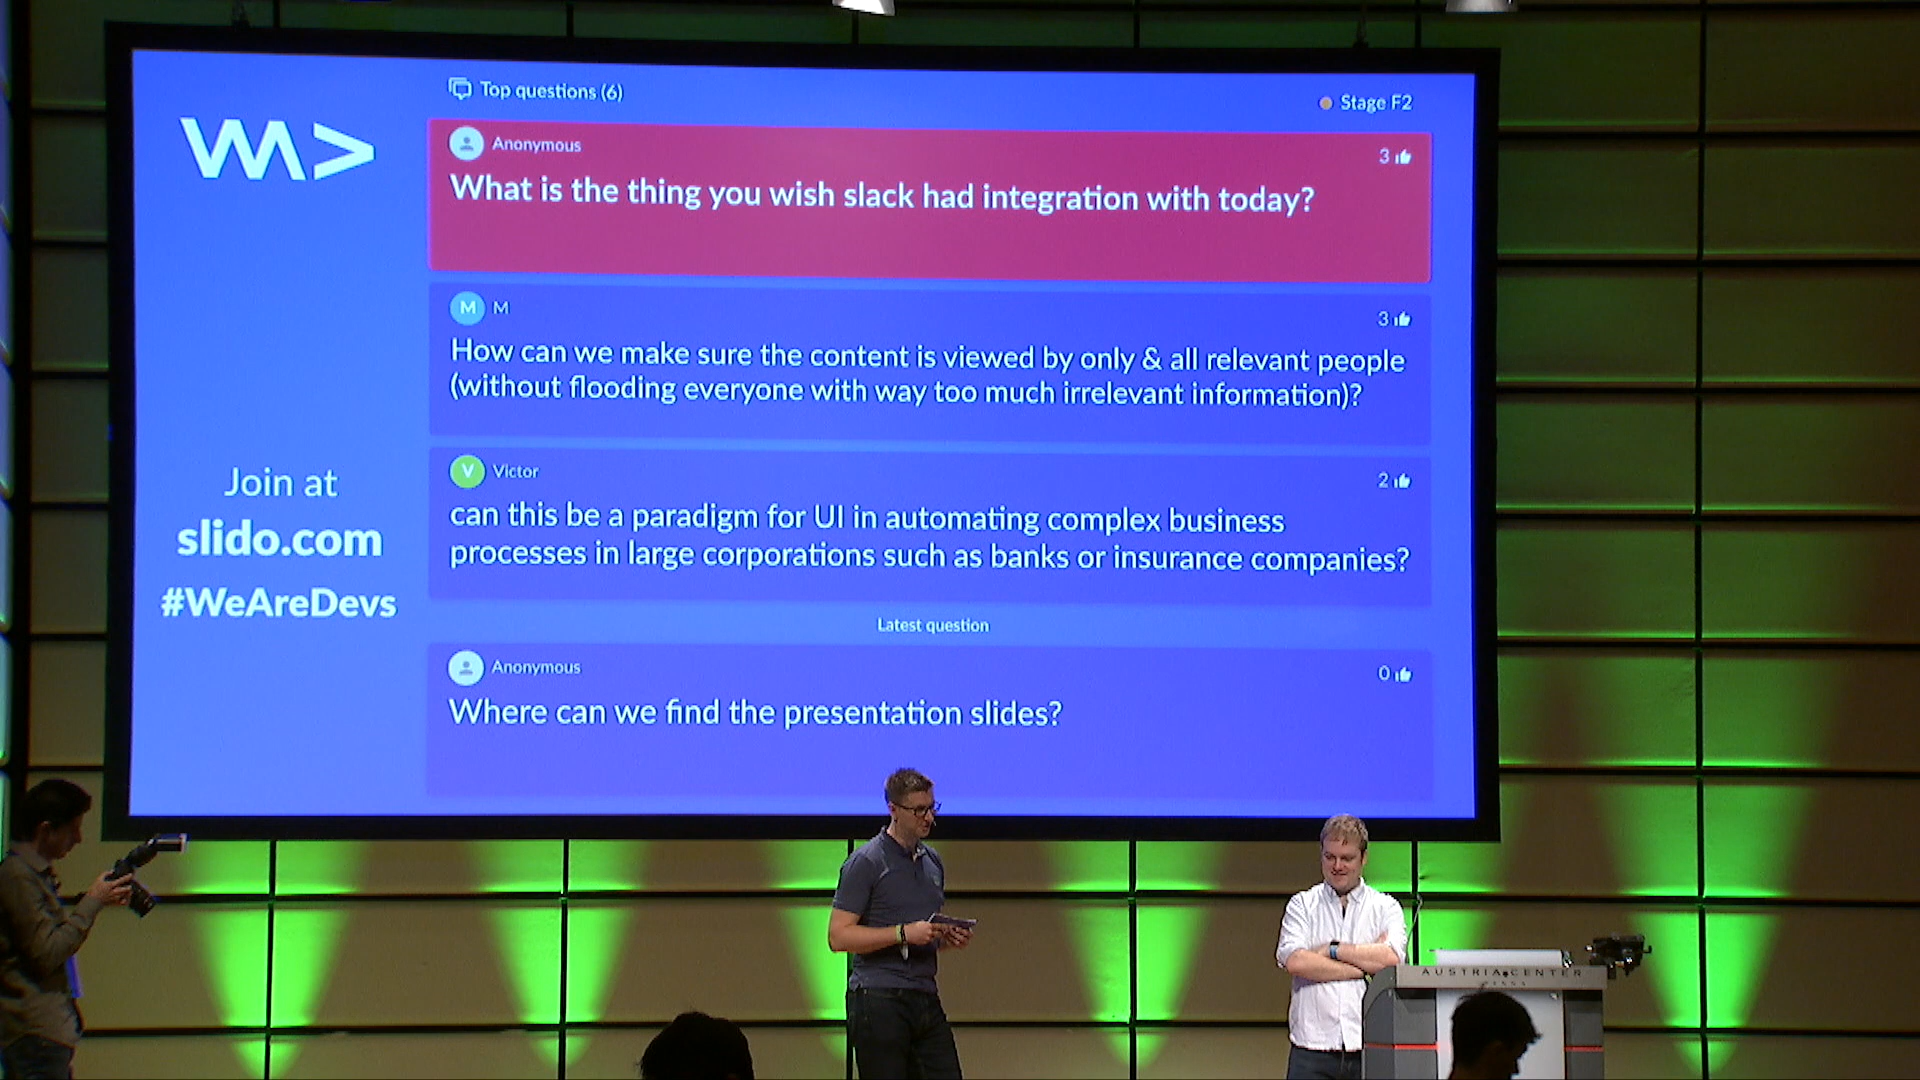 Top questions (6)
Stage F2
WA>
Anonymous
3
What is the thing you wish slack had integration with today?
M
M
3
How can we make sure the content is viewed by only & all relevant people
(without flooding everyone with way too much irrelevant information)?
V
Victor
2
can this be a paradigm for UI in automating complex business
processes in large corporations such as banks or insurance companies?
Join at
slido.com
#WeAreDevs
Latest question
Anonymous
0
Where can we find the presentation slides?
AUSTRIA CENTER